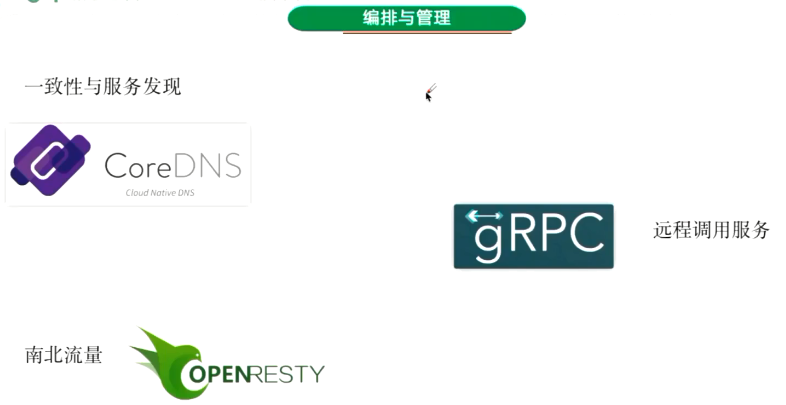 编排与管理
一致性与服务发现
CoreDNS
Cloud Native DNS
gRPC
远程调用服务
南北流量
OPENRESTY